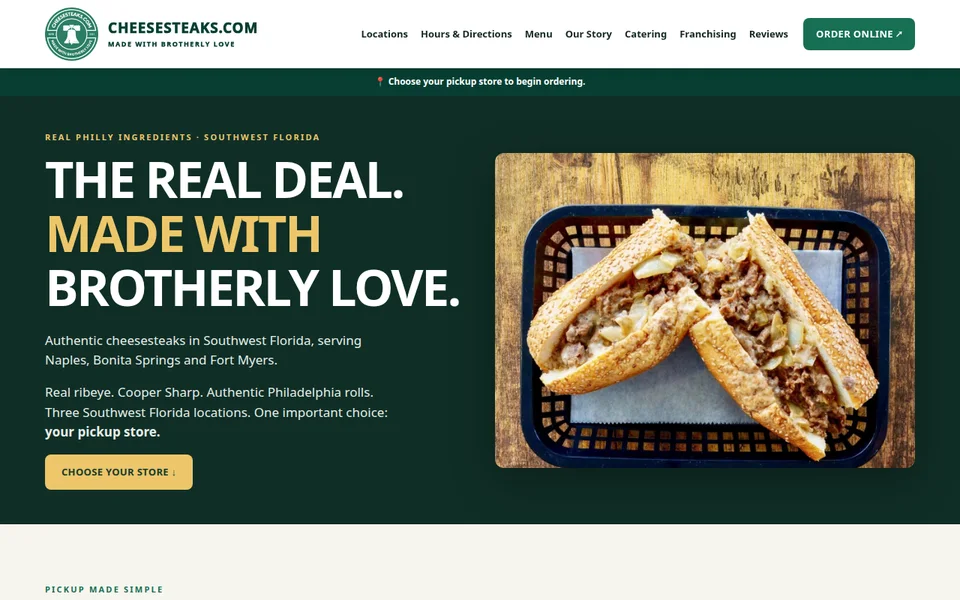 CHEESESTEAKS.COM
MADE WITH BROTHERLY LOVE
Locations Hours & Directions Menu Our Story Catering Franchising Reviews ORDER ONLINE ↗
📍 Choose your pickup store to begin ordering.
REAL PHILLY INGREDIENTS · SOUTHWEST FLORIDA
THE REAL DEAL.
MADE WITH
BROTHERLY LOVE.
Authentic cheesesteaks in Southwest Florida, serving
Naples, Bonita Springs and Fort Myers.
Real ribeye. Cooper Sharp. Authentic Philadelphia rolls.
Three Southwest Florida locations. One important choice:
your pickup store.
CHOOSE YOUR STORE ↓
PICKUP MADE SIMPLE